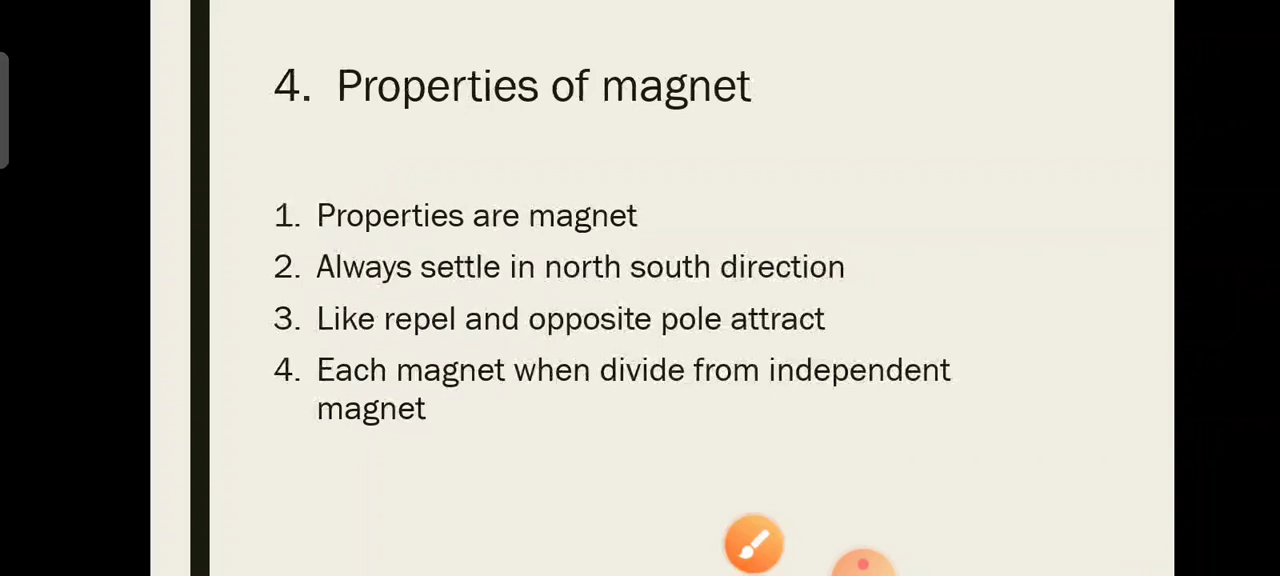 4. Properties of magnet
1. Properties are magnet
2. Always settle in north south direction
3. Like repel and opposite pole attract
4. Each magnet when divide from independent
magnet